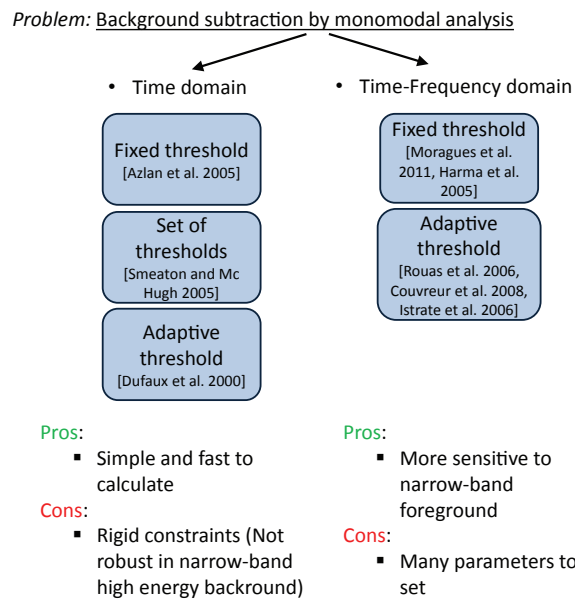 Problem: Background subtraction by monomodal analysis
• Time domain
Fixed threshold
[Azlan et al. 2005]
Set of
thresholds
[Smeaton and Mc
Hugh 2005]
Adaptive
threshold
[Dufaux et al. 2000]
Pros:
▪ Simple and fast to
calculate
Cons:
▪ Rigid constraints (Not
robust in narrow-band
high energy backround)
• Time-Frequency domain
Fixed threshold
[Moragues et al.
2011, Harma et al.
2005]
Adaptive
threshold
[Rouas et al. 2006,
Couvreur et al. 2008,
Istrate et al. 2006]
Pros:
▪ More sensitive to
narrow-band
foreground
Cons:
▪ Many parameters to
set